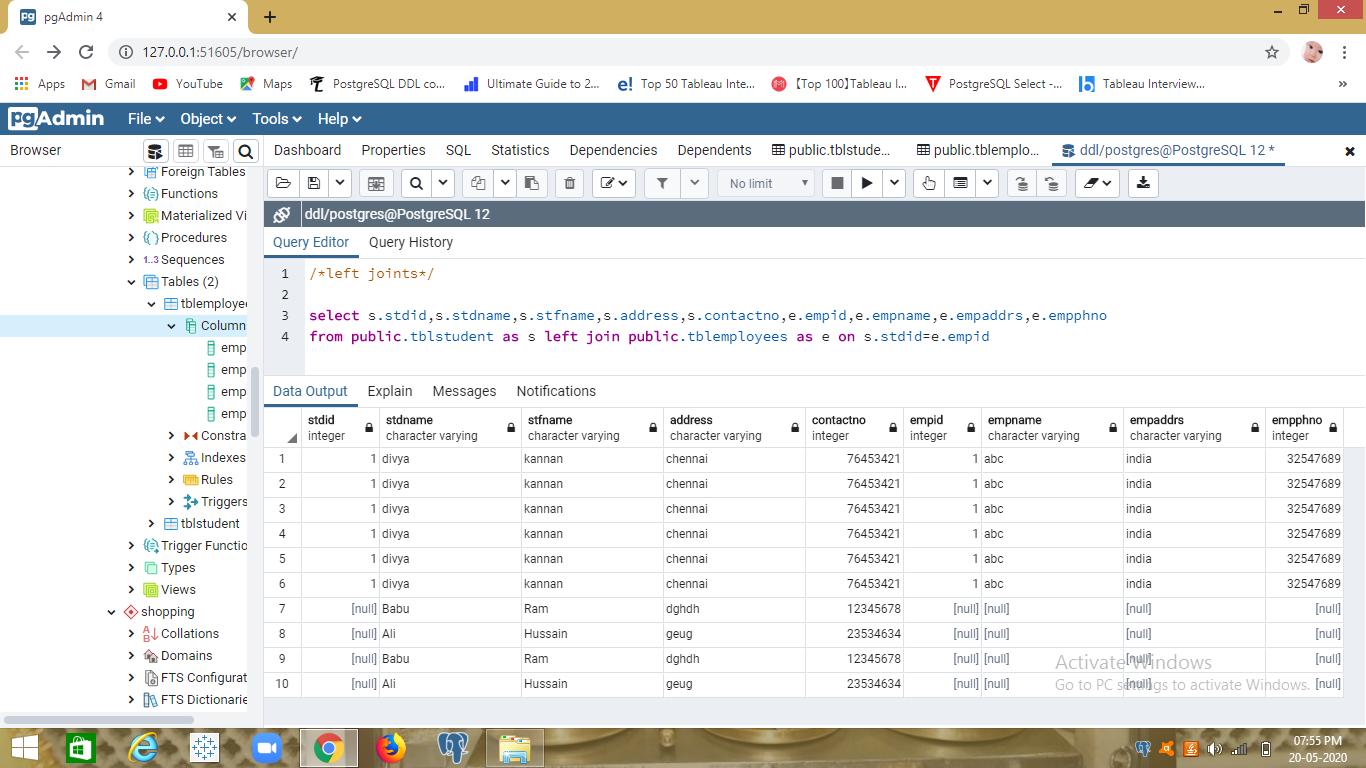 pgAdmin 4
127.0.0.1:51605/browser/
Apps Gmail YouTube Maps PostgreSQL DDL co... Ultimate Guide to 2... Top 50 Tableau Inte... 【Top 100】Tableau I... PostgreSQL Select -... Tableau Interview... »
pgAdmin File Object Tools Help
Browser
Dashboard Properties SQL Statistics Dependencies Dependents public.tblstude... public.tblemplo... ddl/postgres@PostgreSQL 12 *
Foreign Tables
Functions
Materialized Vi
Procedures
1..3 Sequences
Tables (2)
tblemployee
Column
emp
emp
emp
emp
Constra
Indexes
Rules
Triggers
tblstudent
Trigger Functio
Types
Views
shopping
Collations
Domains
FTS Configurat
FTS Dictionarie
No limit
ddl/postgres@PostgreSQL 12
Query Editor Query History
1 /*left joints*/
2
3 select s.stdid,s.stdname,s.stfname,s.address,s.contactno,e.empid,e.empname,e.empaddrs,e.empphno
4 from public.tblstudent as s left join public.tblemployees as e on s.stdid=e.empid
Data Output Explain Messages Notifications
stdid stdname stfname address contactno empid empname empaddrs empphno
integer character varying character varying character varying integer integer character varying character varying integer
1 1 divya kannan chennai 76453421 1 abc india 32547689
2 1 divya kannan chennai 76453421 1 abc india 32547689
3 1 divya kannan chennai 76453421 1 abc india 32547689
4 1 divya kannan chennai 76453421 1 abc india 32547689
5 1 divya kannan chennai 76453421 1 abc india 32547689
6 1 divya kannan chennai 76453421 1 abc india 32547689
7 [null] Babu Ram dghdh 12345678 [null] [null] [null] [null]
8 [null] Ali Hussain geug 23534634 [null] [null] [null] [null]
9 [null] Babu Ram dghdh 12345678 [null] [null] [null] [null]
10 [null] Ali Hussain geug 23534634 [null] [null] [null] [null]
Activate Windows
Go to PC settings to activate Windows.
07:55 PM
20-05-2020